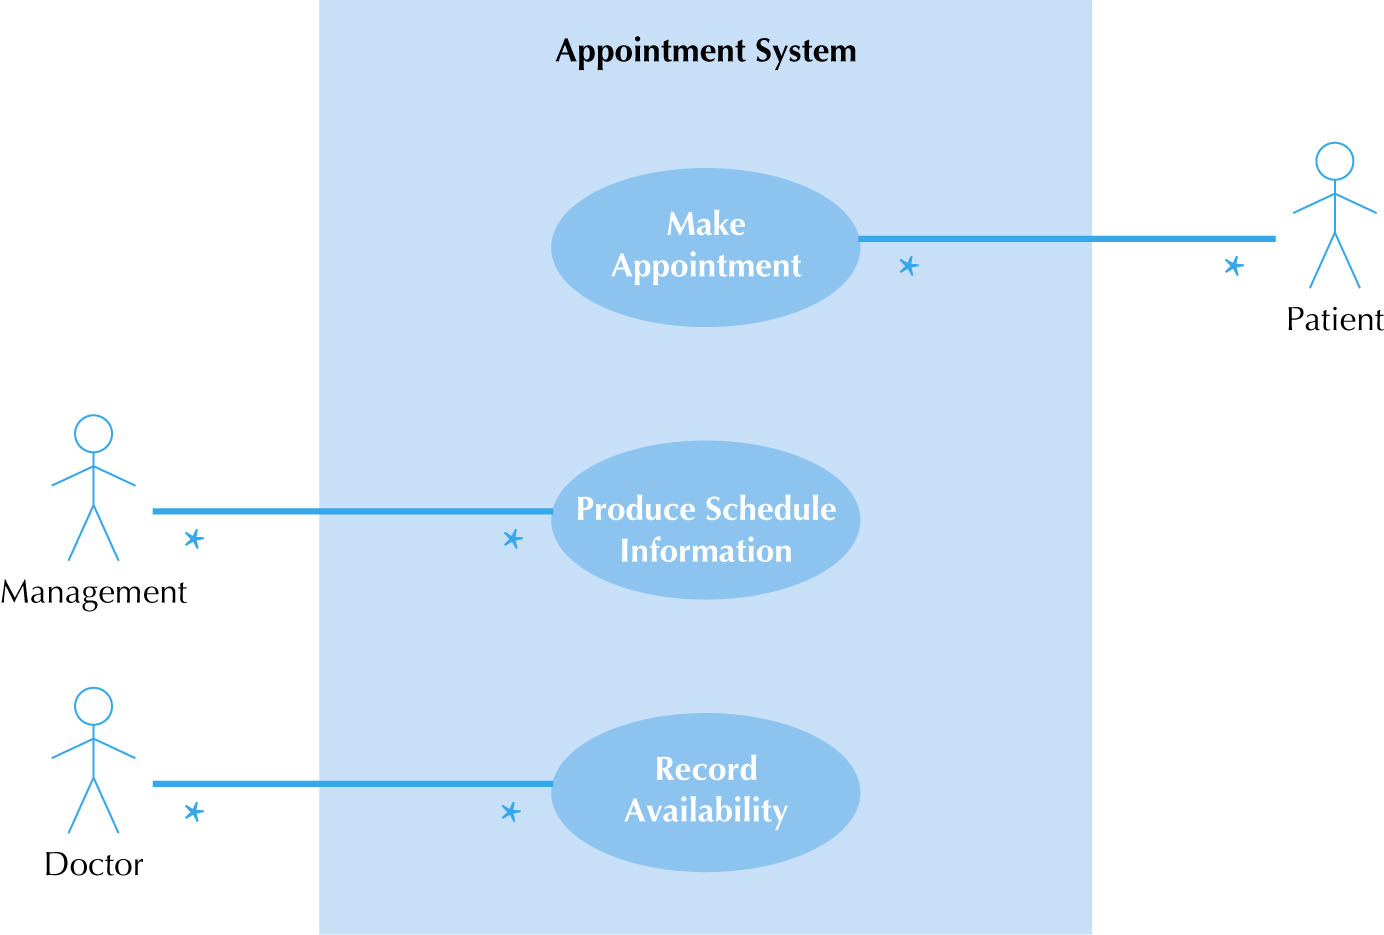 Appointment System
Make
Appointment
*
*
Patient
Produce Schedule
Information
*
*
Management
Record
Availability
*
*
Doctor